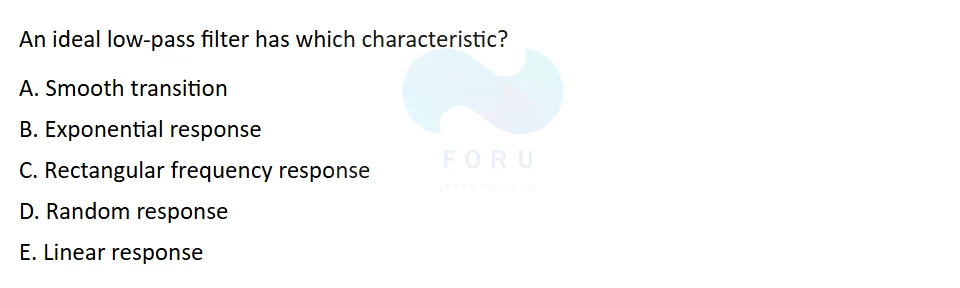 An ideal low-pass filter has which characteristic?
A. Smooth transition
B. Exponential response
FORU
C. Rectangular frequency response
D. Random response
E. Linear response